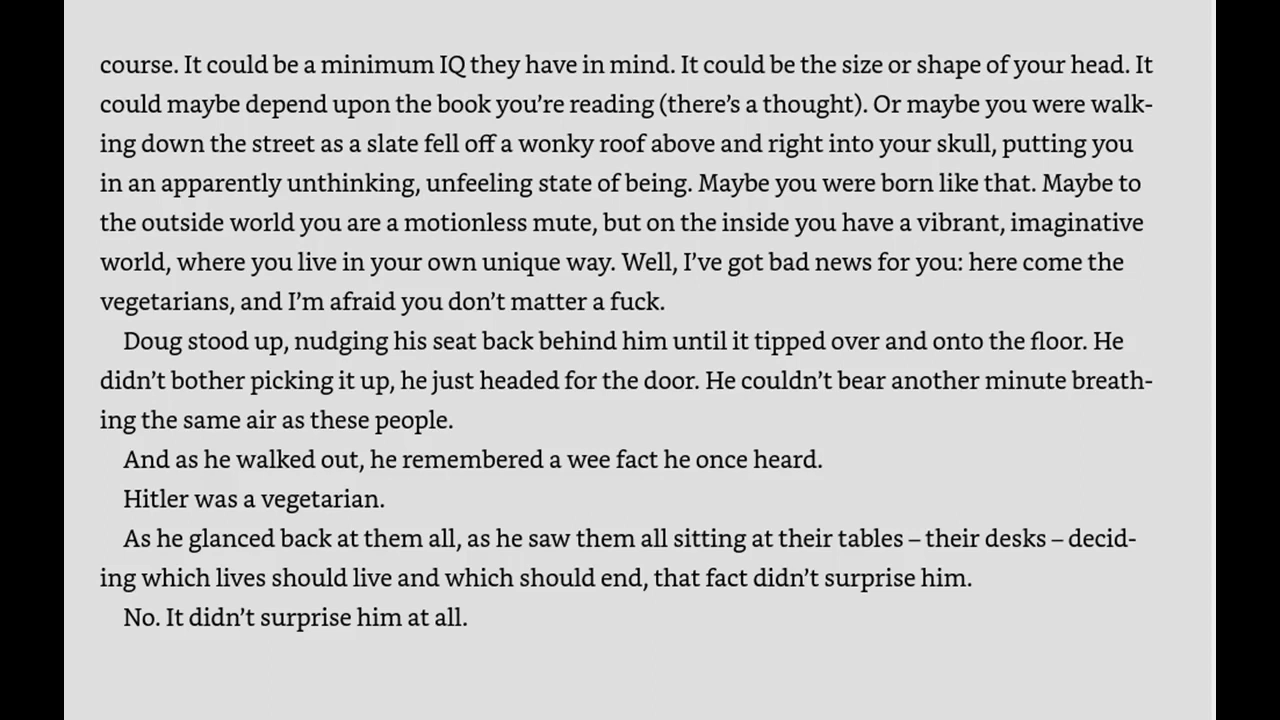 course. It could be a minimum IQ they have in mind. It could be the size or shape of your head. It
could maybe depend upon the book you’re reading (there’s a thought). Or maybe you were walk-
ing down the street as a slate fell off a wonky roof above and right into your skull, putting you
in an apparently unthinking, unfeeling state of being. Maybe you were born like that. Maybe to
the outside world you are a motionless mute, but on the inside you have a vibrant, imaginative
world, where you live in your own unique way. Well, I’ve got bad news for you: here come the
vegetarians, and I’m afraid you don’t matter a fuck.
Doug stood up, nudging his seat back behind him until it tipped over and onto the floor. He
didn’t bother picking it up, he just headed for the door. He couldn’t bear another minute breath-
ing the same air as these people.
And as he walked out, he remembered a wee fact he once heard.
Hitler was a vegetarian.
As he glanced back at them all, as he saw them all sitting at their tables – their desks – decid-
ing which lives should live and which should end, that fact didn’t surprise him.
No. It didn’t surprise him at all.